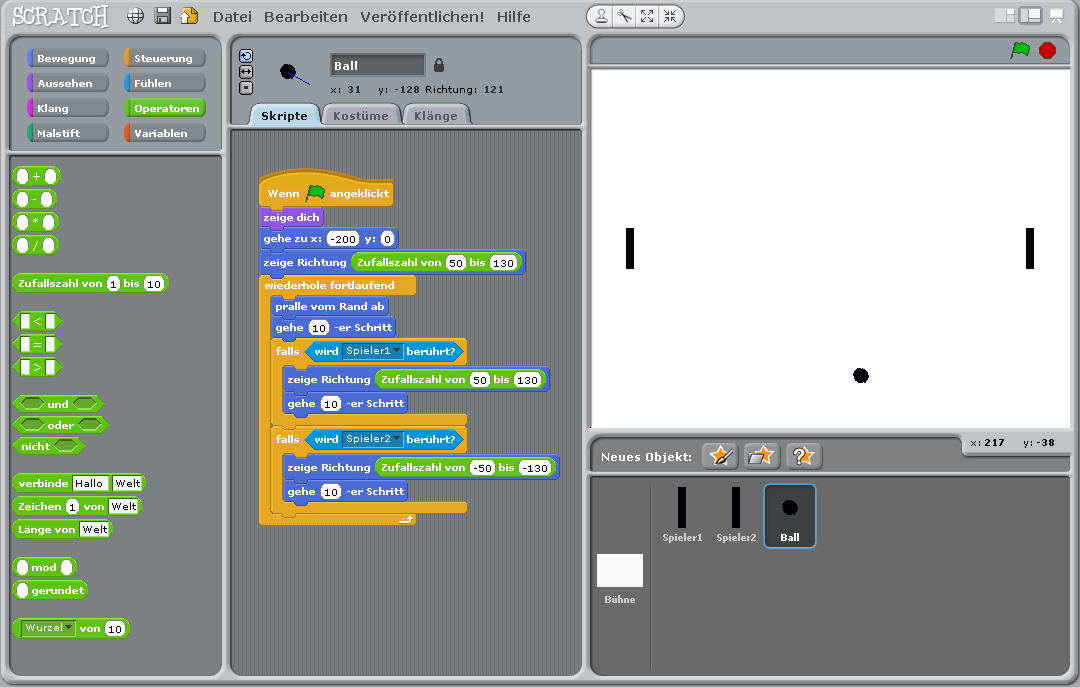 SCRATCH Datei Bearbeiten Veröffentlichen! Hilfe
Bewegung Steuerung
Aussehen Fühlen
Klang Operatoren
Malstift Variablen
+
-
*
/
Zufallszahl von 1 bis 10
<
=
>
und
oder
nicht
verbinde Hallo Welt
Zeichen 1 von Welt
Länge von Welt
mod
gerundet
Wurzel von 10
Ball
x: 31 y: -128 Richtung: 121
Skripte Kostüme Klänge
Wenn angeklickt
zeige dich
gehe zu x: -200 y: 0
zeige Richtung Zufallszahl von 50 bis 130
wiederhole fortlaufend
pralle vom Rand ab
gehe 10 -er Schritt
falls wird Spieler1 berührt?
zeige Richtung Zufallszahl von 50 bis 130
gehe 10 -er Schritt
falls wird Spieler2 berührt?
zeige Richtung Zufallszahl von -50 bis -130
gehe 10 -er Schritt
x: 217 y: -38
Neues Objekt:
Spieler1 Spieler2 Ball
Bühne